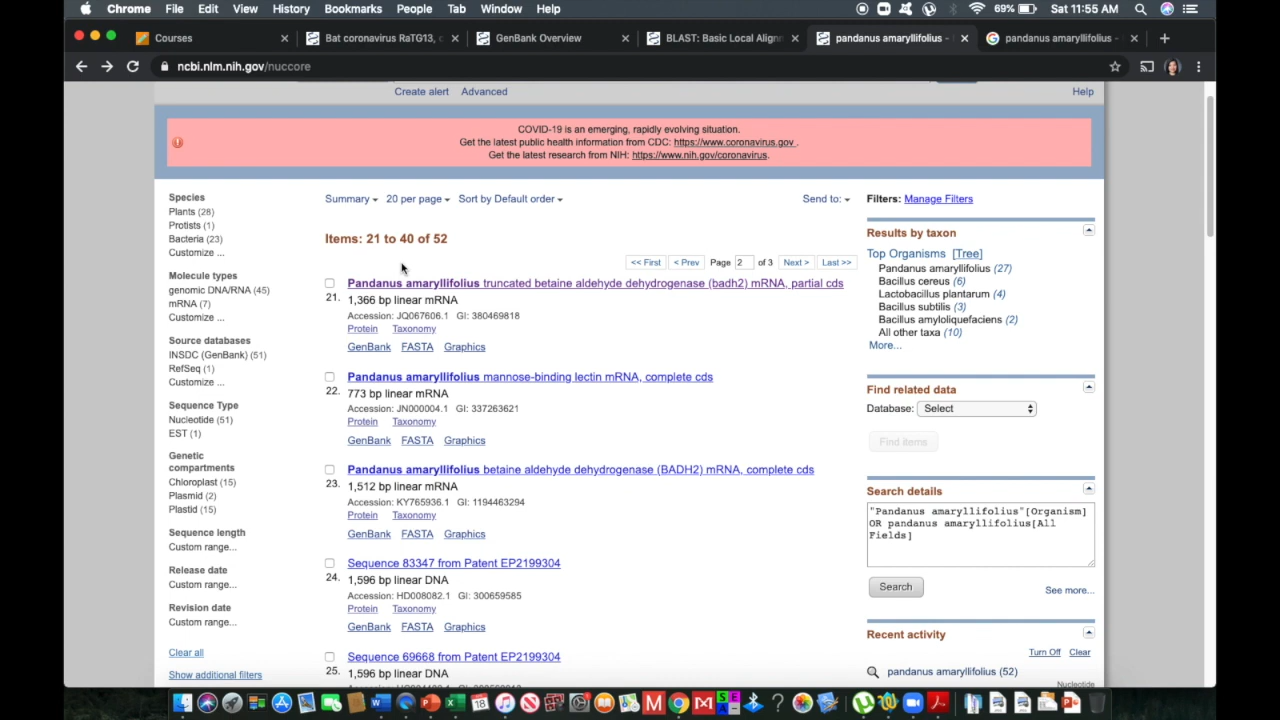 Chrome File Edit View History Bookmarks People Tab Window Help 69% Sat 11:55 AM
Courses Bat coronavirus RaTG13, GenBank Overview BLAST: Basic Local Alignm pandanus amaryllifolius - pandanus amaryllifolius -
ncbi.nlm.nih.gov/nuccore
Create alert Advanced Help
COVID-19 is an emerging, rapidly evolving situation.
Get the latest public health information from CDC: https://www.coronavirus.gov .
Get the latest research from NIH: https://www.nih.gov/coronavirus.
Species
Plants (28)
Protists (1)
Bacteria (23)
Customize ...
Molecule types
genomic DNA/RNA (45)
mRNA (7)
Customize ...
Source databases
INSDC (GenBank) (51)
RefSeq (1)
Customize ...
Sequence Type
Nucleotide (51)
EST (1)
Genetic
compartments
Chloroplast (15)
Plasmid (2)
Plastid (15)
Sequence length
Custom range...
Release date
Custom range...
Revision date
Custom range...
Clear all
Show additional filters
Summary 20 per page Sort by Default order Send to:
Items: 21 to 40 of 52
<< First < Prev Page 2 of 3 Next > Last >>
Pandanus amaryllifolius truncated betaine aldehyde dehydrogenase (badh2) mRNA, partial cds
21. 1,366 bp linear mRNA
Accession: JQ067606.1 GI: 380469818
Protein Taxonomy
GenBank FASTA Graphics
Pandanus amaryllifolius mannose-binding lectin mRNA, complete cds
22. 773 bp linear mRNA
Accession: JN000004.1 GI: 337263621
Protein Taxonomy
GenBank FASTA Graphics
Pandanus amaryllifolius betaine aldehyde dehydrogenase (BADH2) mRNA, complete cds
23. 1,512 bp linear mRNA
Accession: KY765936.1 GI: 1194463294
Protein Taxonomy
GenBank FASTA Graphics
Sequence 83347 from Patent EP2199304
24. 1,596 bp linear DNA
Accession: HD008082.1 GI: 300659585
Protein Taxonomy
GenBank FASTA Graphics
Sequence 69668 from Patent EP2199304
25. 1,596 bp linear DNA
Filters: Manage Filters
Results by taxon
Top Organisms [Tree]
Pandanus amaryllifolius (27)
Bacillus cereus (6)
Lactobacillus plantarum (4)
Bacillus subtilis (3)
Bacillus amyloliquefaciens (2)
All other taxa (10)
More...
Find related data
Database: Select
Find items
Search details
"Pandanus amaryllifolius"[Organism]
OR pandanus amaryllifolius[All
Fields]
Search
See more...
Recent activity
Turn Off Clear
pandanus amaryllifolius (52)
Nucleotide